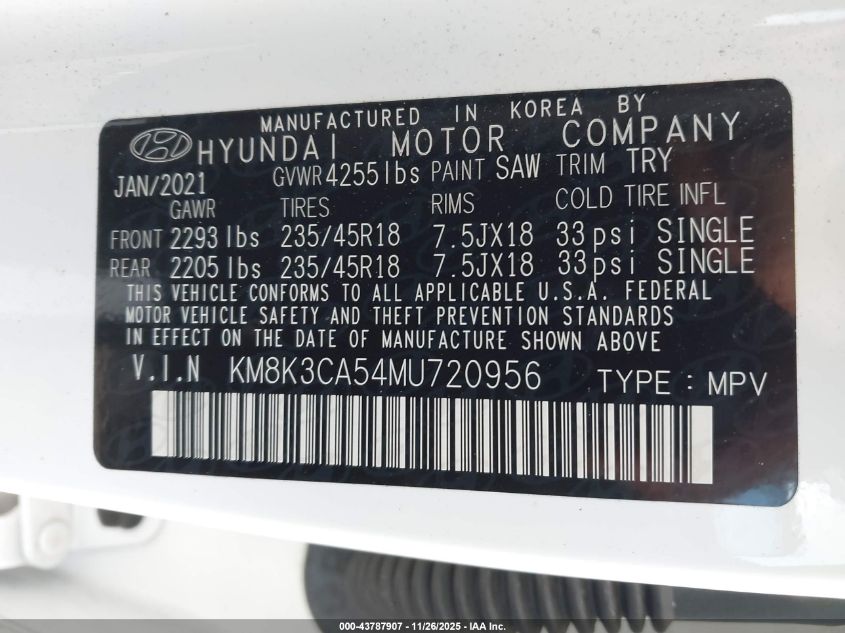 MANUFACTURED IN KOREA BY
HYUNDAI MOTOR COMPANY
JAN/2021 GVWR 4255lbs PAINT SAW TRIM TRY
GAWR TIRES RIMS COLD TIRE INFL
FRONT 2293lbs 235/45R18 7.5JX18 33psi SINGLE
REAR 2205lbs 235/45R18 7.5JX18 33psi SINGLE
THIS VEHICLE CONFORMS TO ALL APPLICABLE U.S.A. FEDERAL
MOTOR VEHICLE SAFETY AND THEFT PREVENTION STANDARDS
IN EFFECT ON THE DATE OF MANUFACTURE SHOWN ABOVE
V.I.N KM8K3CA54MU720956 TYPE : MPV
000-43787907 - 11/26/2025 - IAA Inc.